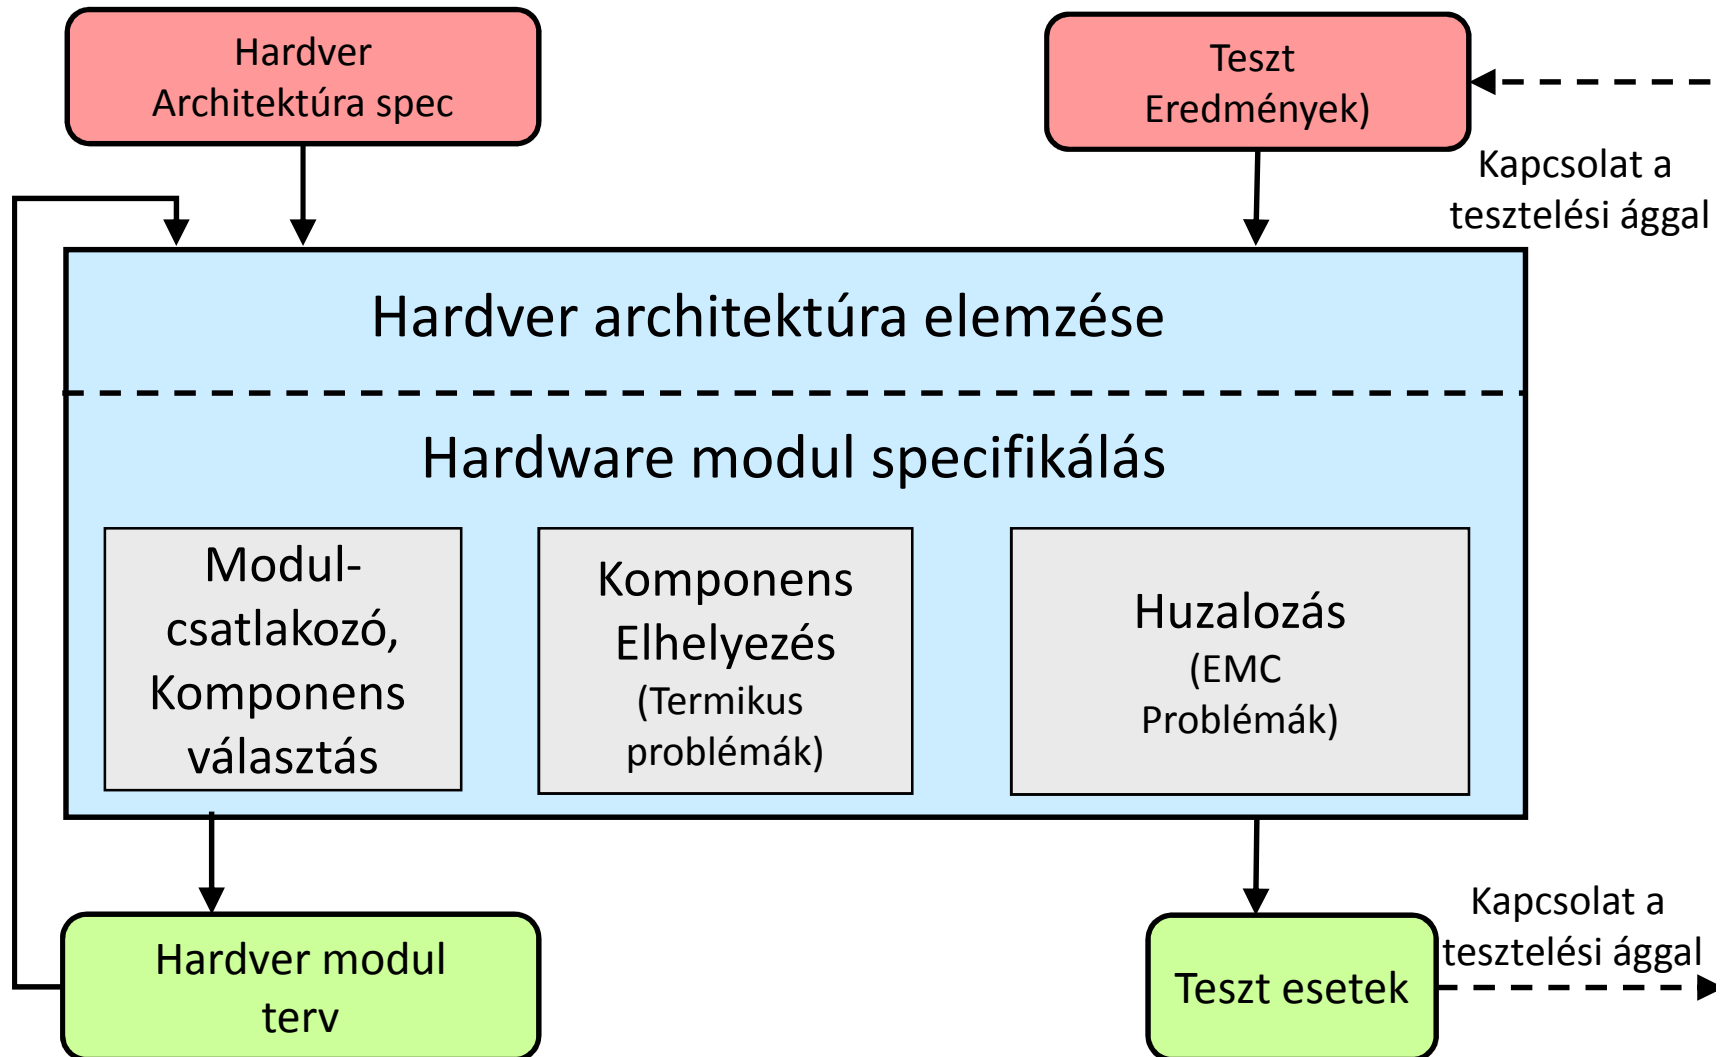 Hardver
Architektúra spec
Teszt
Eredmények)
Kapcsolat a
tesztelési ággal
Hardver architektúra elemzése
Hardware modul specifikálás
Modul-
csatlakozó,
Komponens
választás
Komponens
Elhelyezés
(Termikus
problémák)
Huzalozás
(EMC
Problémák)
Hardver modul
terv
Teszt esetek
Kapcsolat a
tesztelési ággal